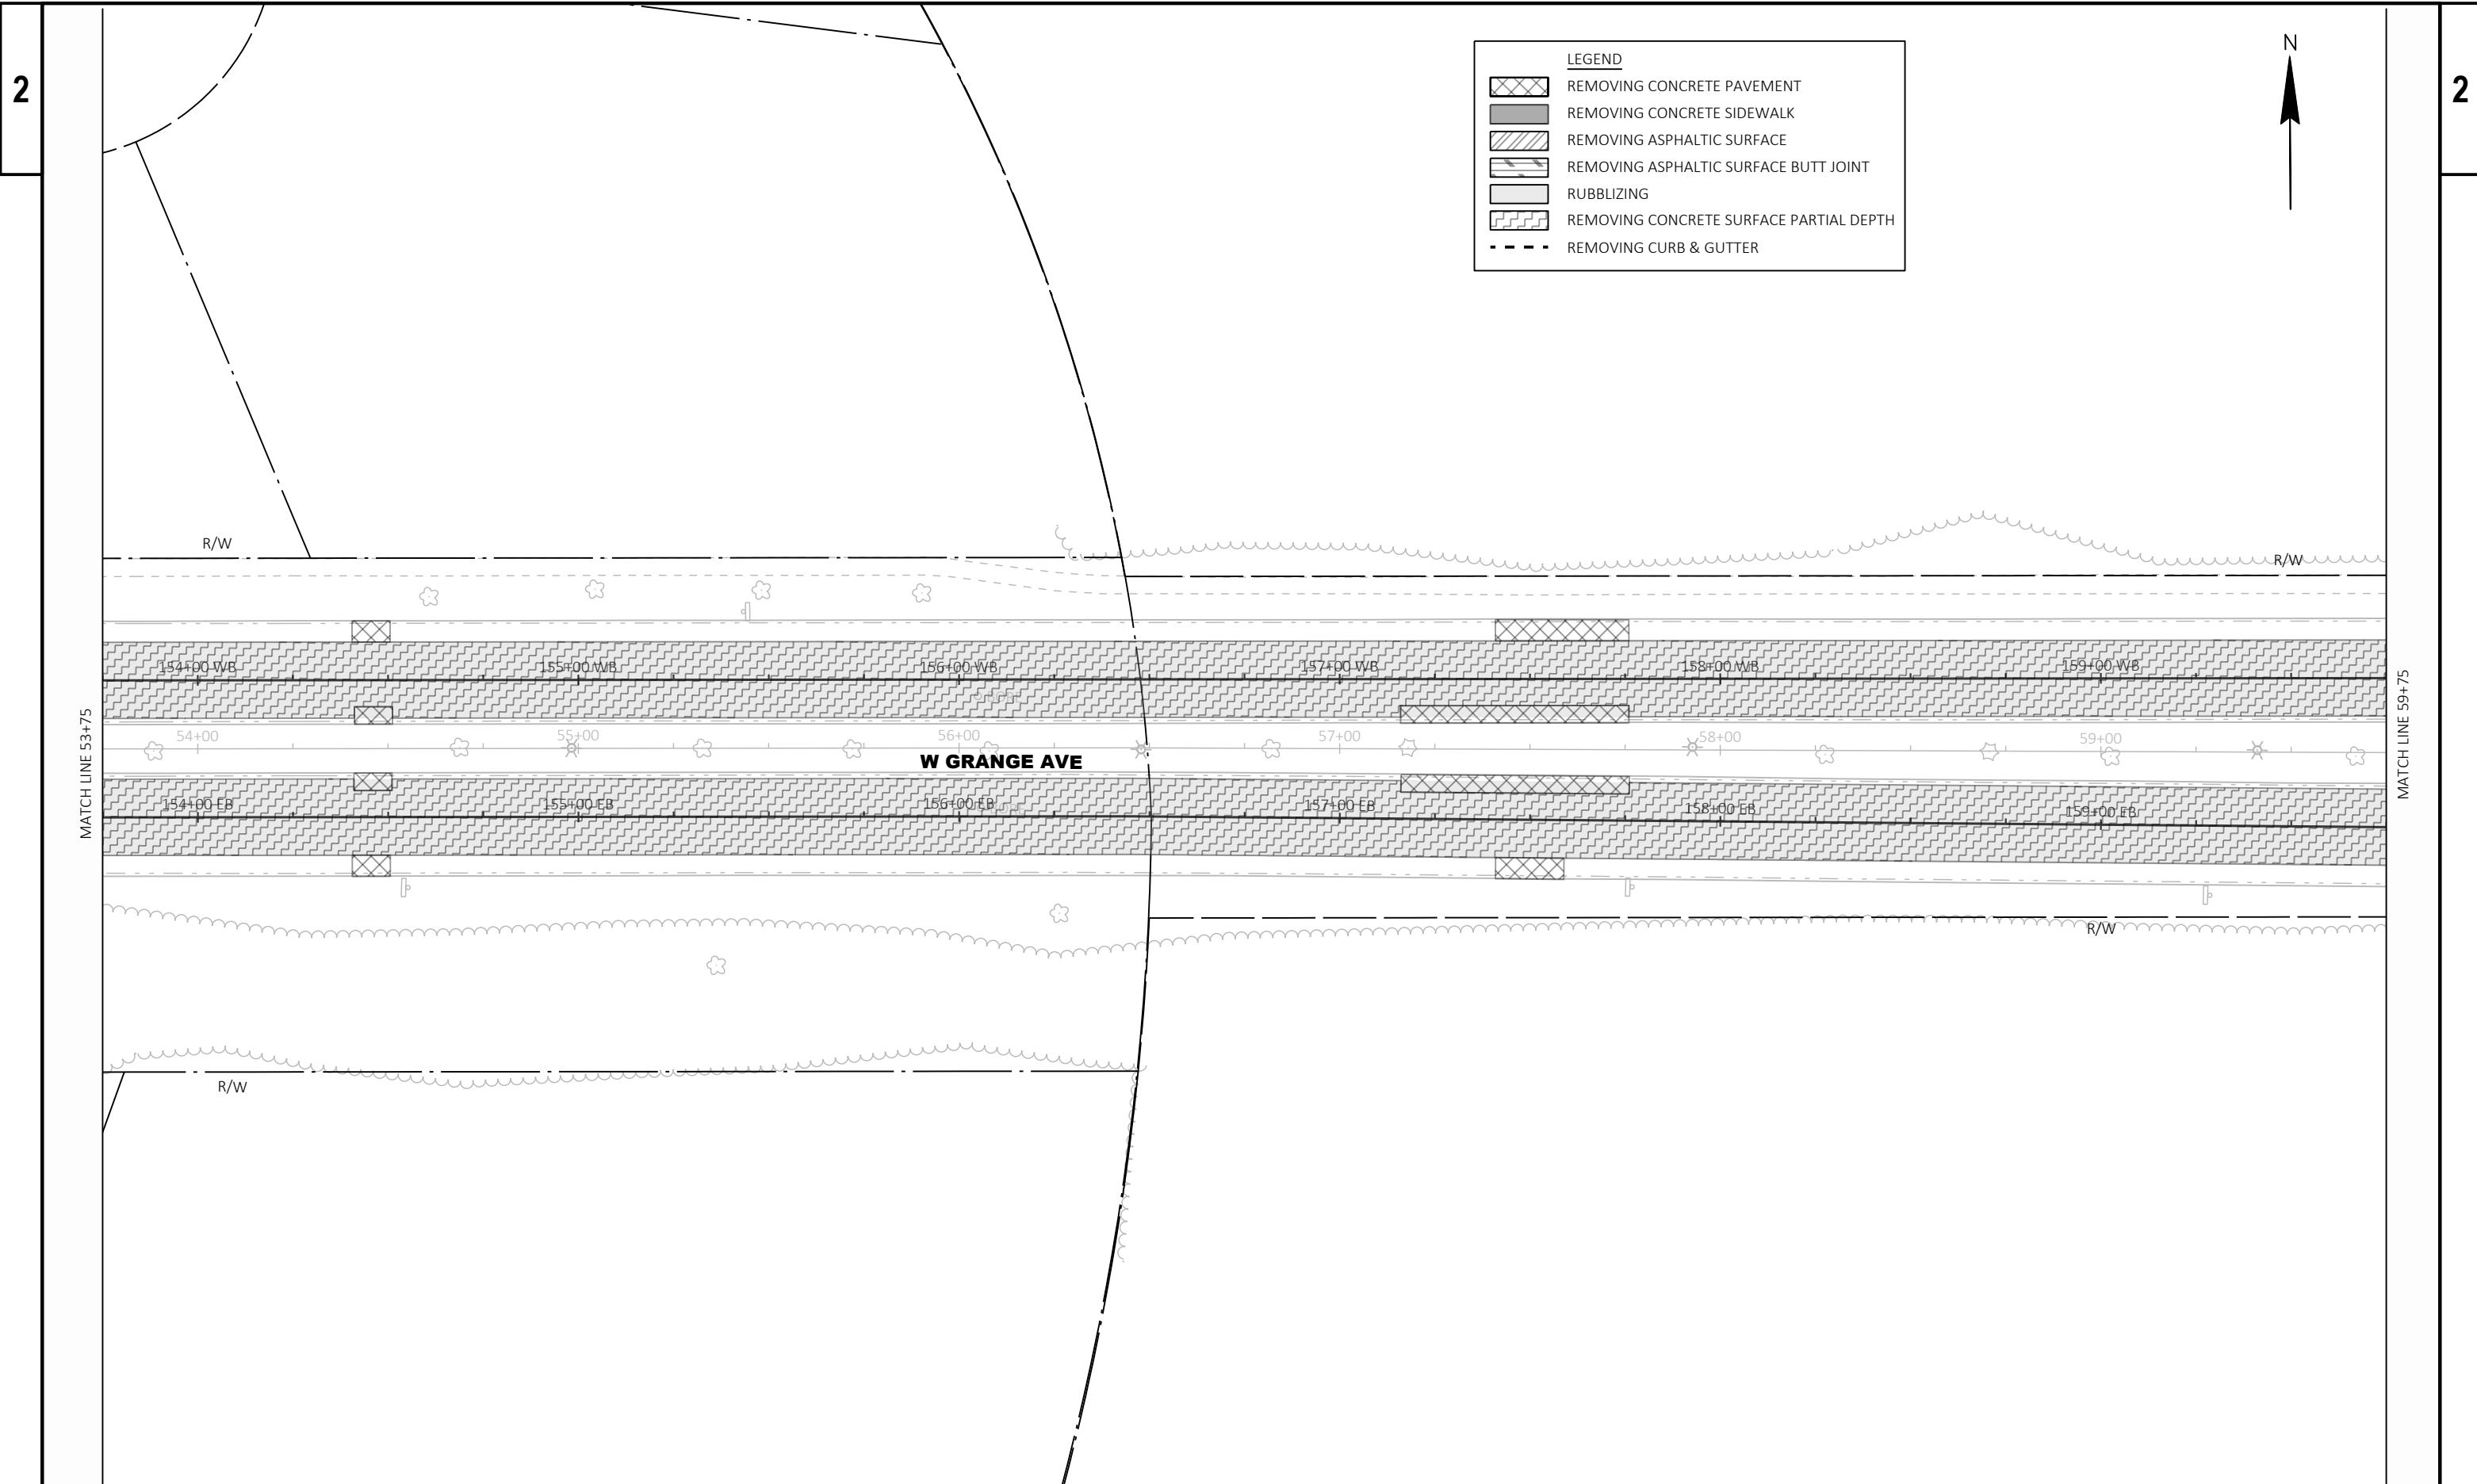 2
2
LEGEND
REMOVING CONCRETE PAVEMENT
REMOVING CONCRETE SIDEWALK
REMOVING ASPHALTIC SURFACE
REMOVING ASPHALTIC SURFACE BUTT JOINT
RUBBLIZING
REMOVING CONCRETE SURFACE PARTIAL DEPTH
REMOVING CURB & GUTTER
N
R/W
R/W
154+00 WB
155+00 WB
156+00 WB
157+00 WB
158+00 WB
159+00 WB
MATCH LINE 53+75
MATCH LINE 59+75
54+00
55+00
56+00
57+00
58+00
59+00
W GRANGE AVE
154+00 EB
155+00 EB
156+00 EB
157+00 EB
158+00 EB
159+00 EB
R/W
R/W